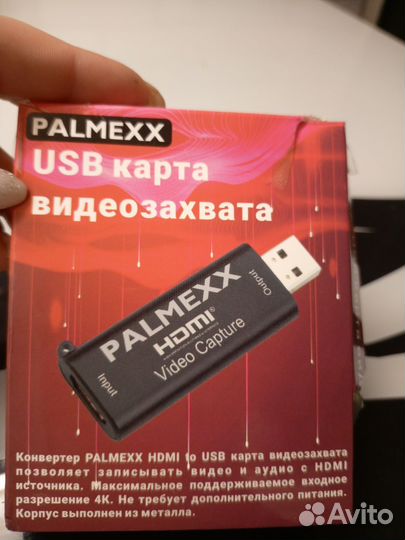 PALMEXX
USB карта
видеозахвата
Output
PALMEXX
HDMI®
Video Capture
Input
Конвертер PALMEXX HDMI to USB карта видеозахвата
позволяет записывать видео и аудио с HDMI
источника. Максимальное поддерживаемое входное
разрешение 4K. Не требует дополнительного питания.
Корпус выполнен из металла.
Avito